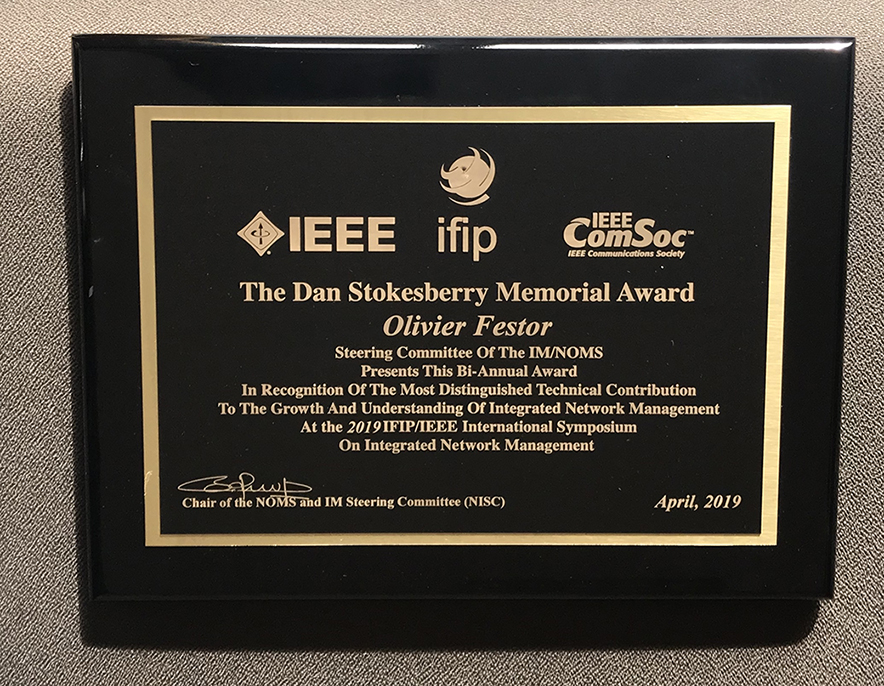 IEEE
ifip
IEEE
ComSoc™
IEEE Communications Society
The Dan Stokesberry Memorial Award
Olivier Festor
Steering Committee Of The IM/NOMS
Presents This Bi-Annual Award
In Recognition Of The Most Distinguished Technical Contribution
To The Growth And Understanding Of Integrated Network Management
At the 2019 IFIP/IEEE International Symposium
On Integrated Network Management
Chair of the NOMS and IM Steering Committee (NISC)
April, 2019